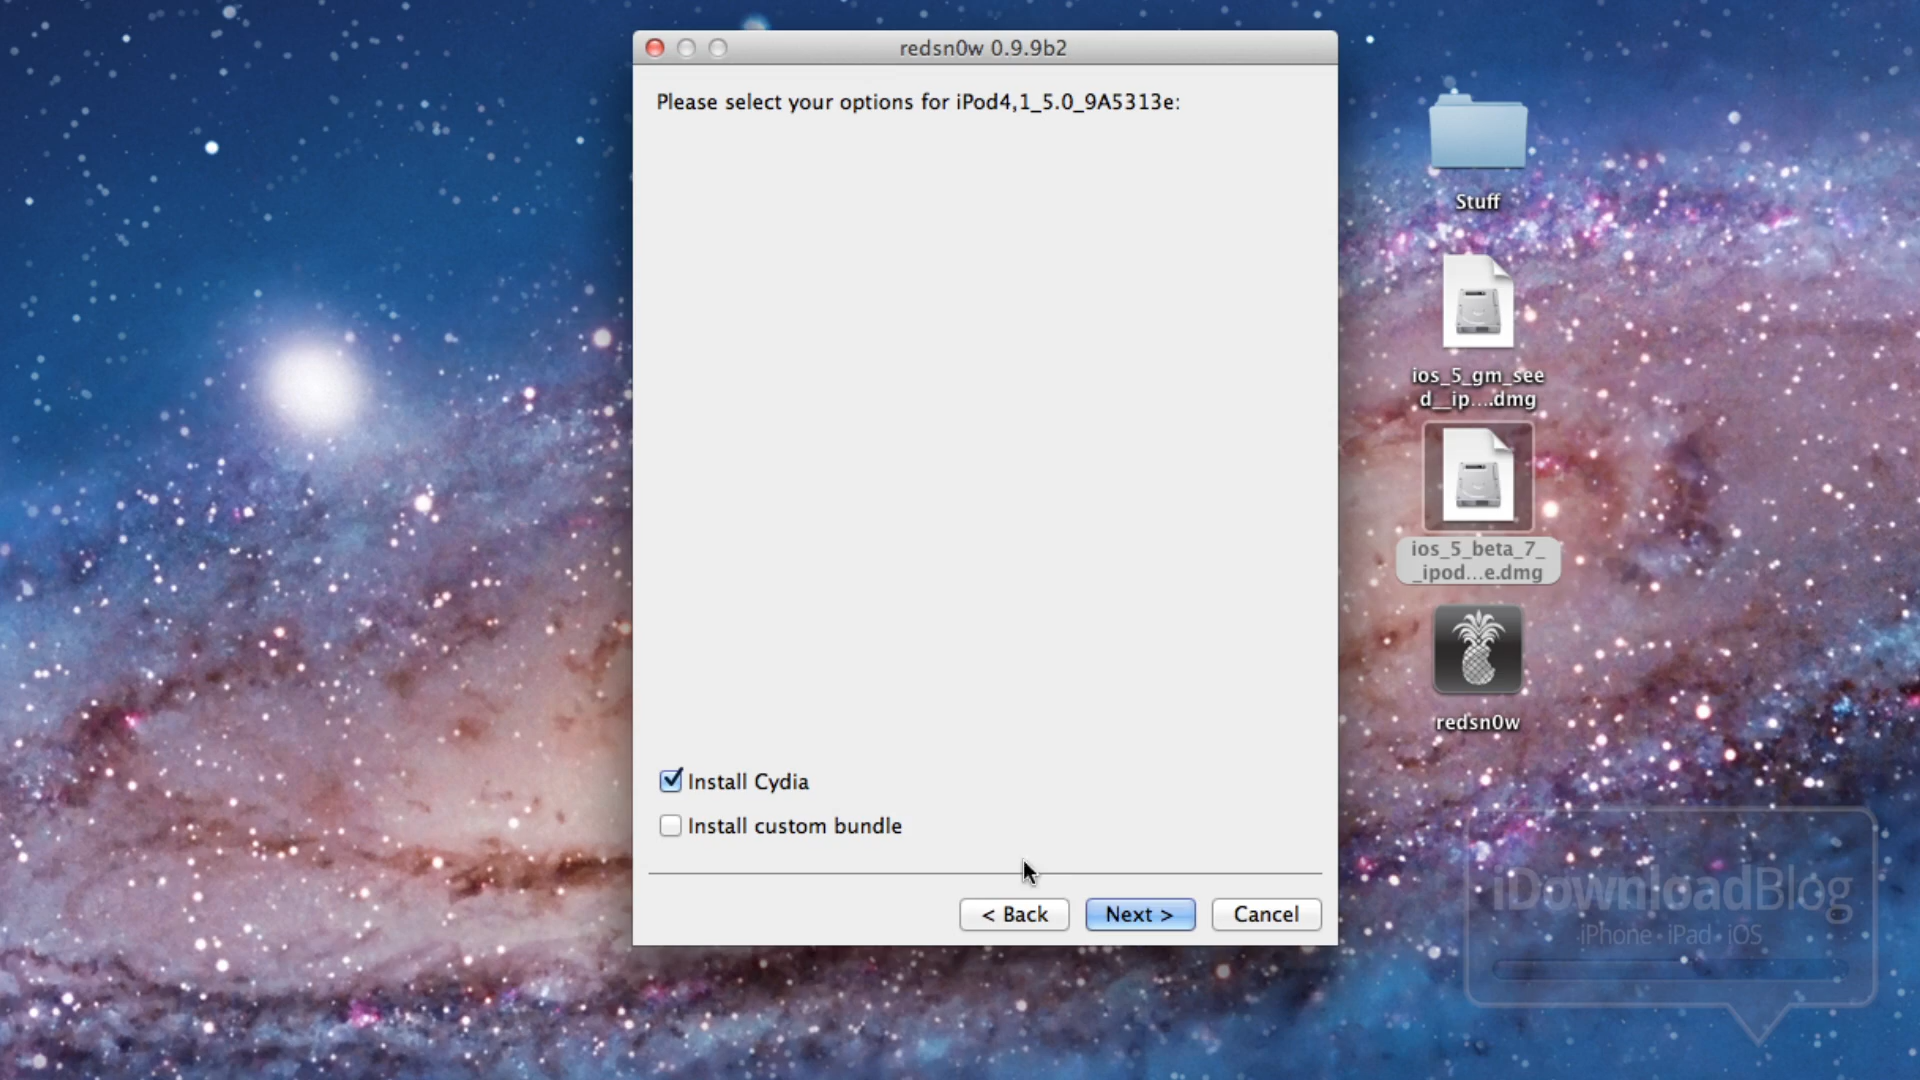 redsn0w 0.9.9b2
Please select your options for iPod4,1_5.0_9A5313e:
Install Cydia
Install custom bundle
< Back
Next >
Cancel
Stuff
ios_5_gm_see
d__ip....dmg
ios_5_beta_7_
_ipod...e.dmg
redsn0w
iDownloadBlog
iPhone · iPad · iOS